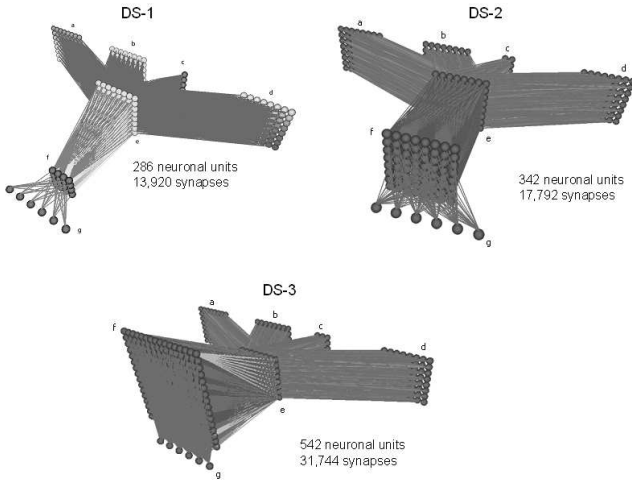 DS-1
a
b
c
d
e
f
g
286 neuronal units
13,920 synapses
DS-2
a
b
c
d
e
f
g
342 neuronal units
17,792 synapses
DS-3
a
b
c
d
e
f
g
542 neuronal units
31,744 synapses